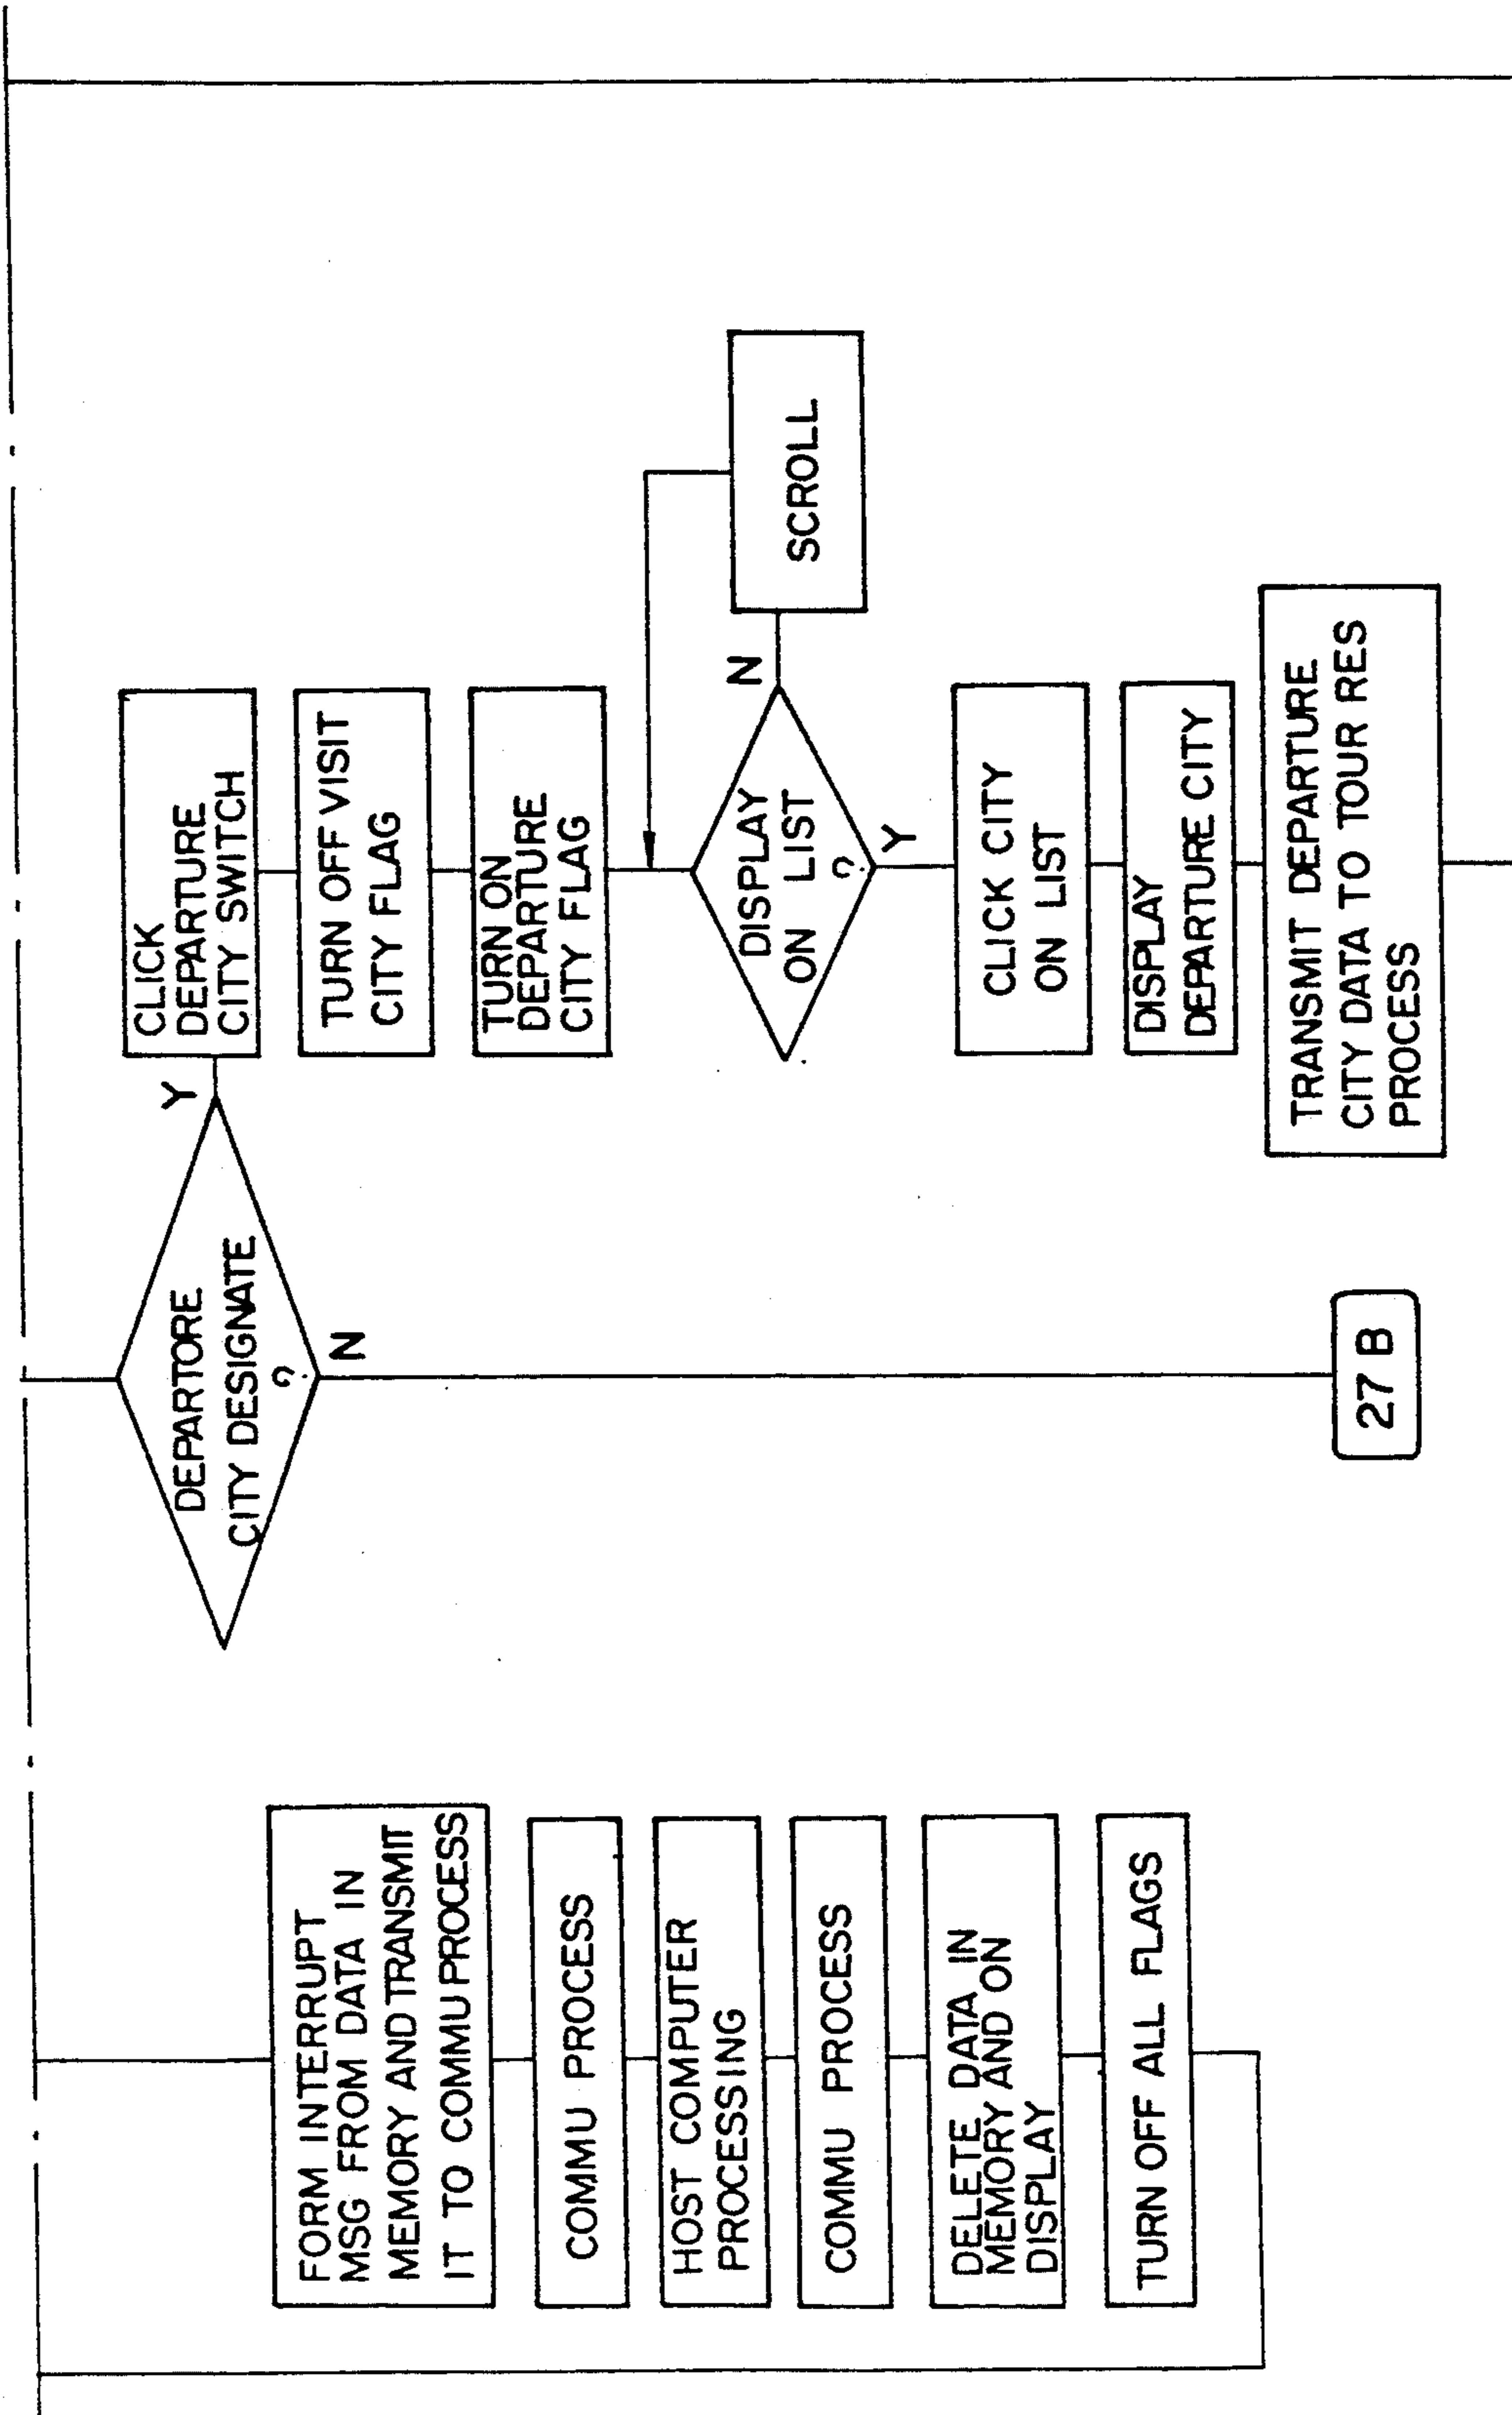 FORM INTERRUPT
MSG FROM DATA IN
MEMORY AND TRANSMIT
IT TO COMMU PROCESS
COMMU PROCESS
HOST COMPUTER
PROCESSING
COMMU PROCESS
DELETE DATA IN
MEMORY AND ON
DISPLAY
TURN OFF ALL FLAGS
DEPARTORE
CITY DESIGNATE
?
Y
N
27 B
CLICK
DEPARTURE
CITY SWITCH
TURN OFF VISIT
CITY FLAG
TURN ON
DEPARTURE
CITY FLAG
DISPLAY
ON LIST
?
N
Y
SCROLL
CLICK CITY
ON LIST
DISPLAY
DEPARTURE CITY
TRANSMIT DEPARTURE
CITY DATA TO TOUR RES
PROCESS